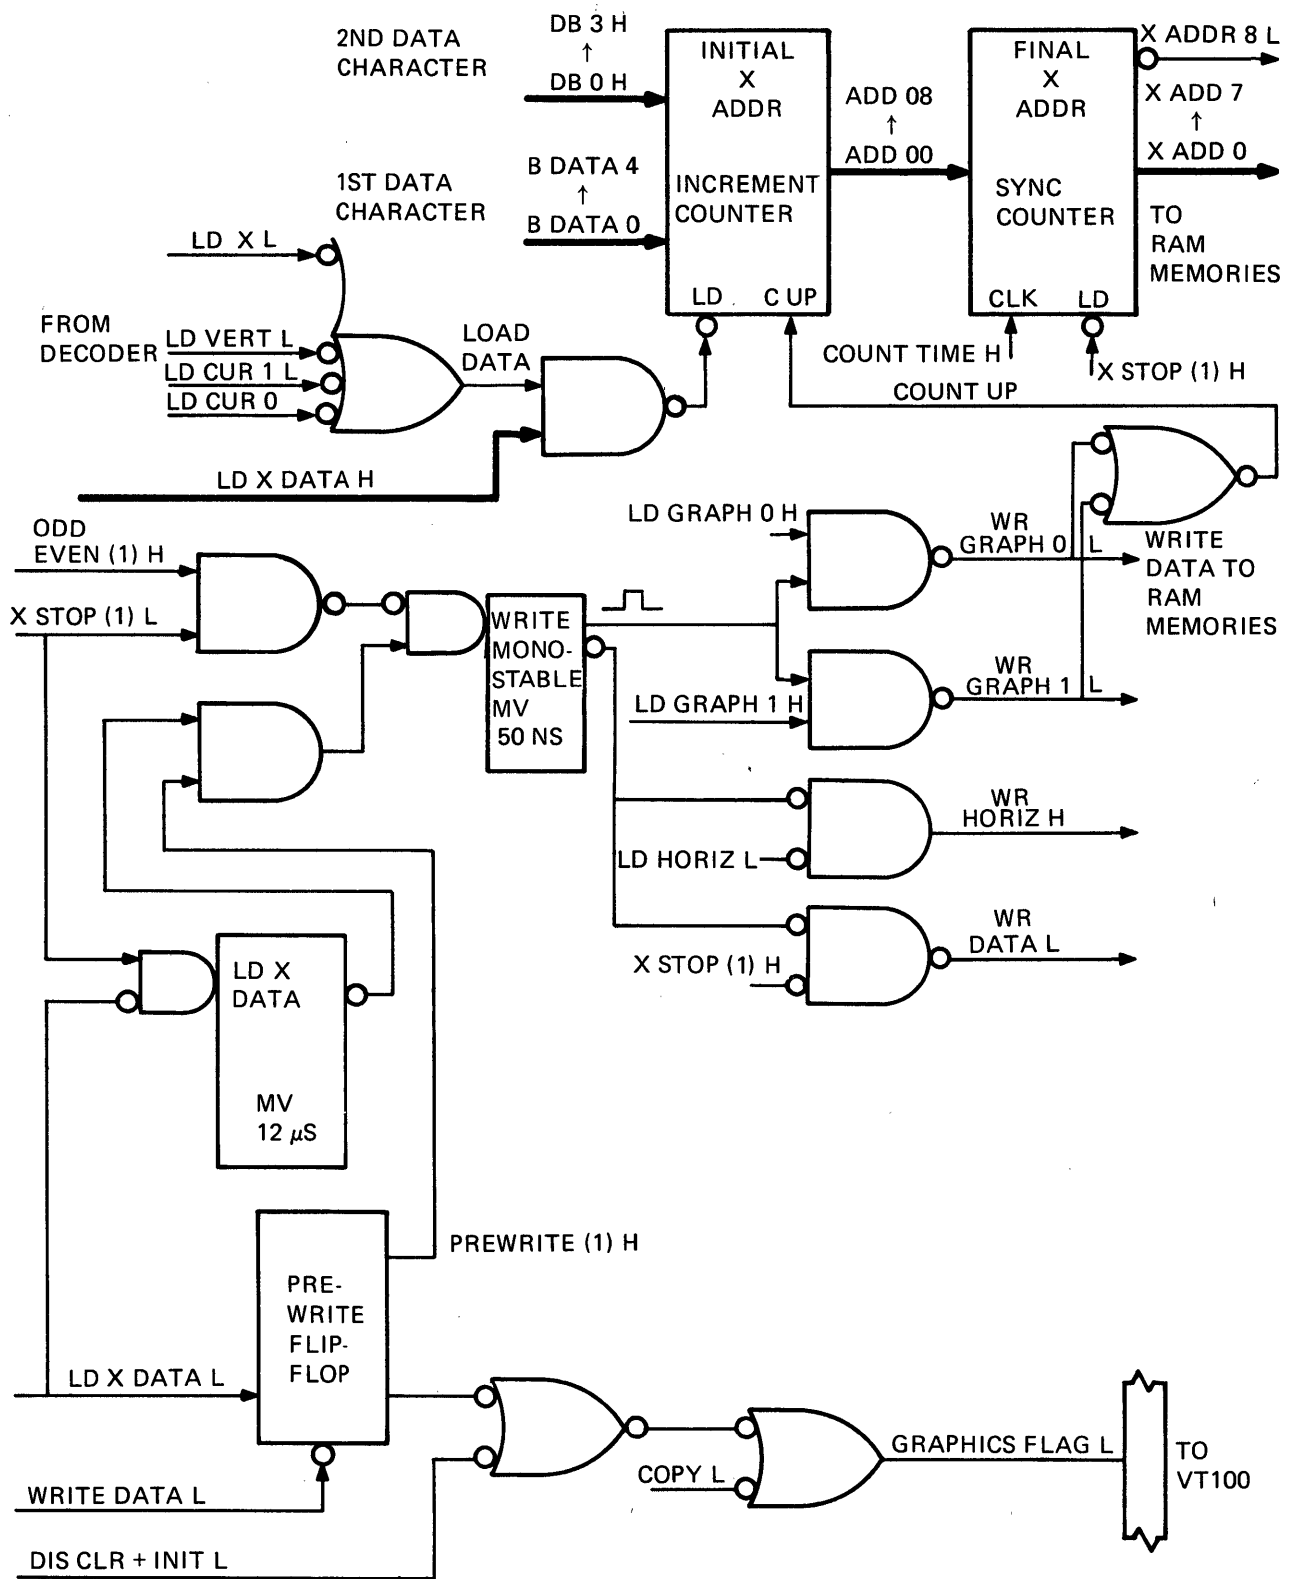 2ND DATA
CHARACTER
DB 3 H
↑
DB 0 H
INITIAL
X
ADDR
INCREMENT
COUNTER
LD
C UP
ADD 08
↑
ADD 00
FINAL
X
ADDR
SYNC
COUNTER
CLK
LD
X ADDR 8 L
X ADD 7
↑
X ADD 0
TO
RAM
MEMORIES
1ST DATA
CHARACTER
B DATA 4
↑
B DATA 0
LD X L
FROM
DECODER
LD VERT L
LD CUR 1 L
LD CUR 0
LOAD
DATA
LD X DATA H
COUNT TIME H
X STOP (1) H
COUNT UP
ODD
EVEN (1) H
X STOP (1) L
WRITE
MONO-
STABLE
MV
50 NS
LD GRAPH 0 H
WR
GRAPH 0 L
WRITE
DATA TO
RAM
MEMORIES
LD GRAPH 1 H
WR
GRAPH 1 L
LD HORIZ L
WR
HORIZ H
X STOP (1) H
WR
DATA L
LD X
DATA
MV
12 µS
PREWRITE (1) H
PRE-
WRITE
FLIP-
FLOP
LD X DATA L
WRITE DATA L
DIS CLR + INIT L
COPY L
GRAPHICS FLAG L
TO
VT100